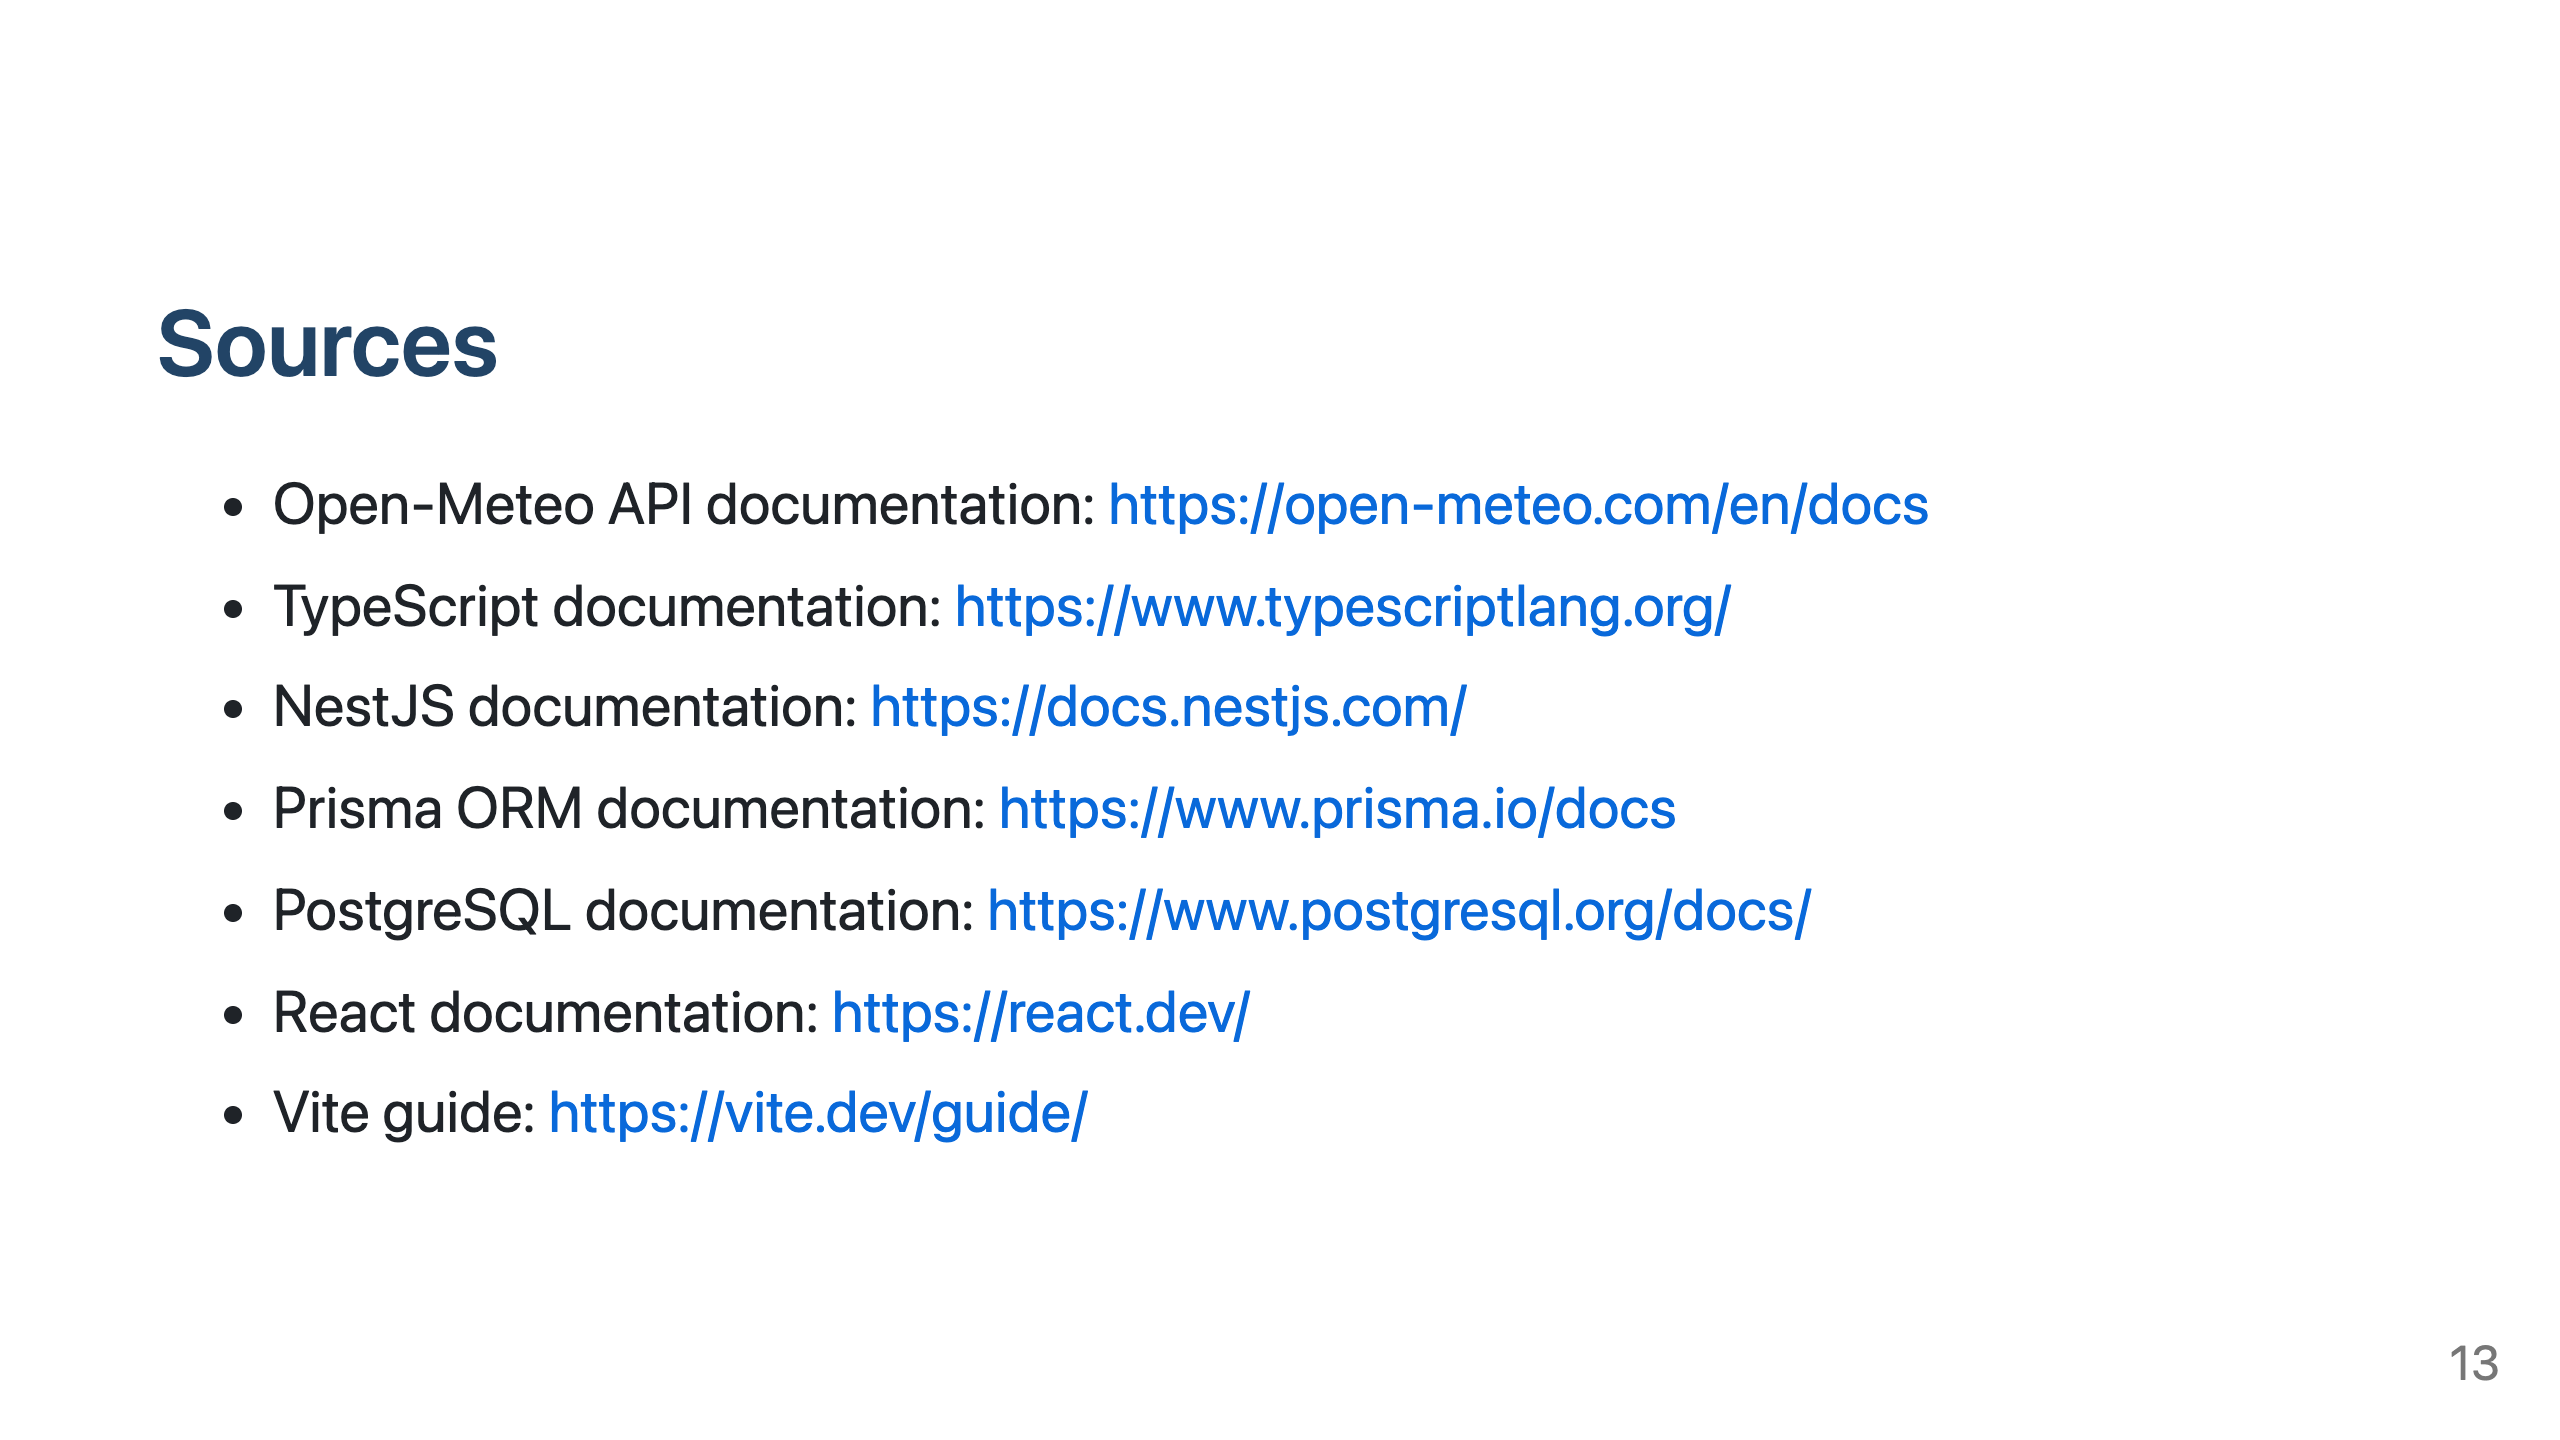 Sources
• Open-Meteo API documentation: https://open-meteo.com/en/docs
• TypeScript documentation: https://www.typescriptlang.org/
• NestJS documentation: https://docs.nestjs.com/
• Prisma ORM documentation: https://www.prisma.io/docs
• PostgreSQL documentation: https://www.postgresql.org/docs/
• React documentation: https://react.dev/
• Vite guide: https://vite.dev/guide/
13